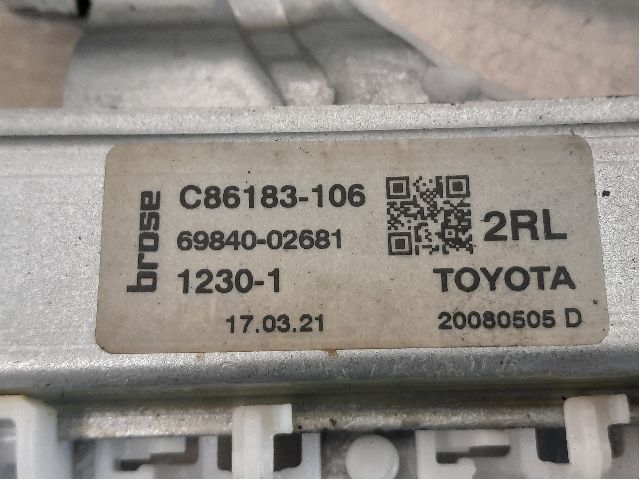 brose
C86183-106
69840-02681
1230-1
17.03.21
2RL
TOYOTA
20080505 D